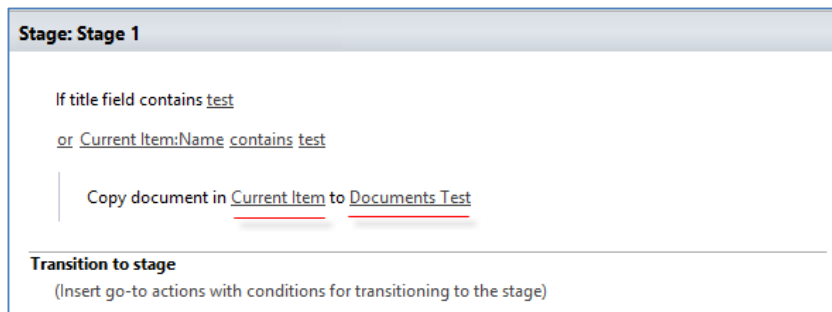 Stage: Stage 1
If title field contains test
or Current Item:Name contains test
Copy document in Current Item to Documents Test
Transition to stage
(Insert go-to actions with conditions for transitioning to the stage)